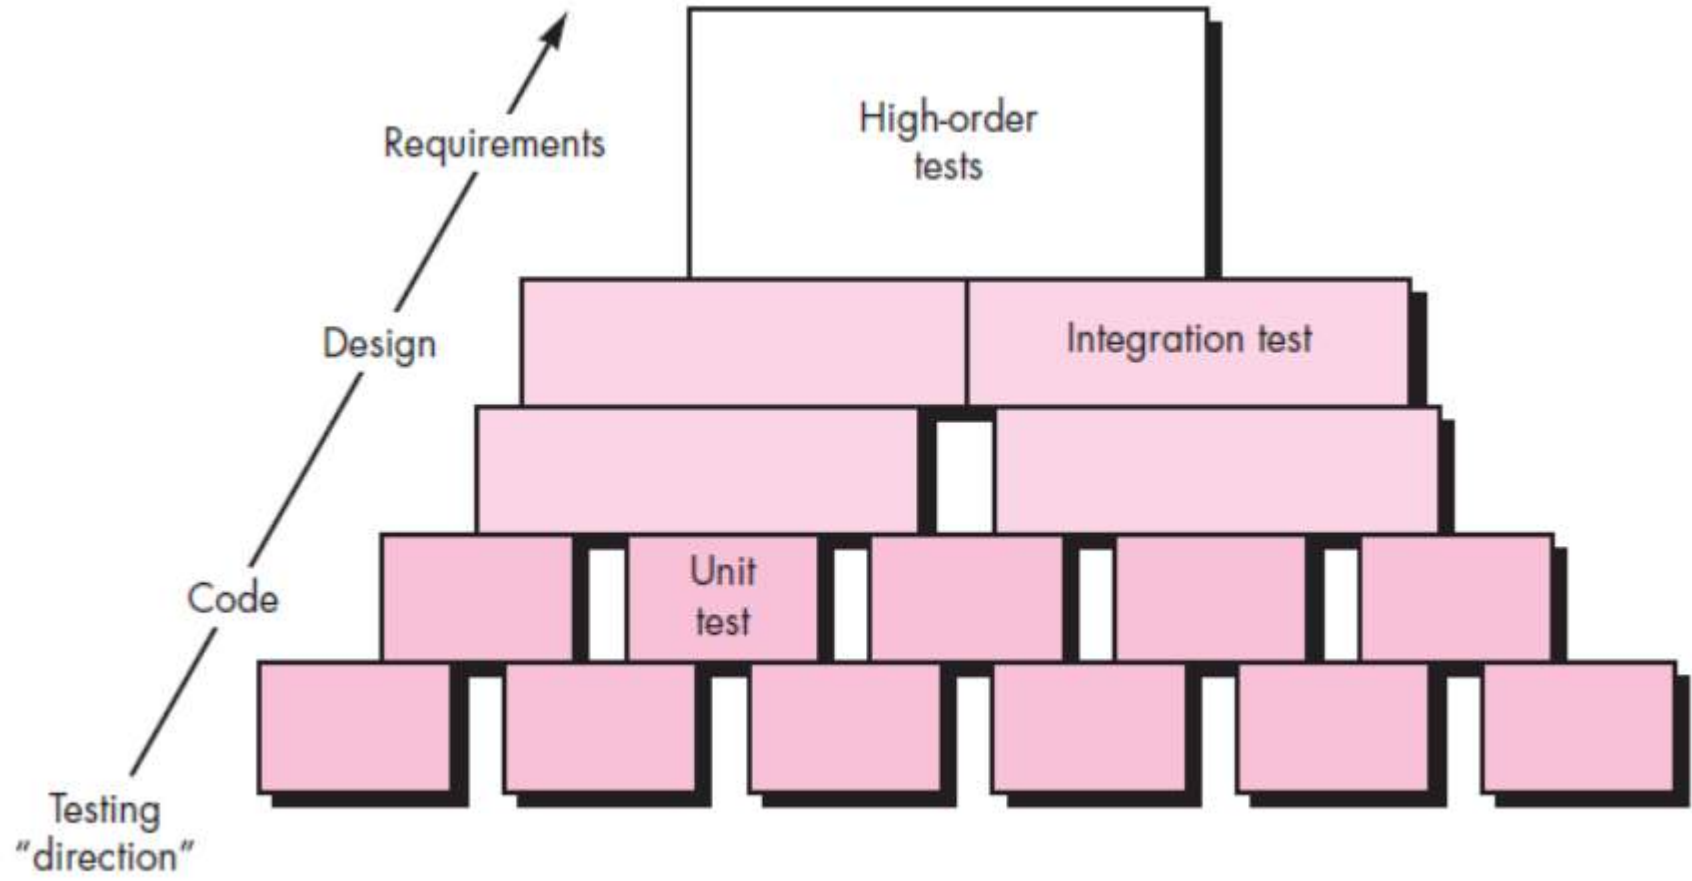 High-order
tests
Requirements
Integration test
Design
Unit
test
Code
Testing
“direction”